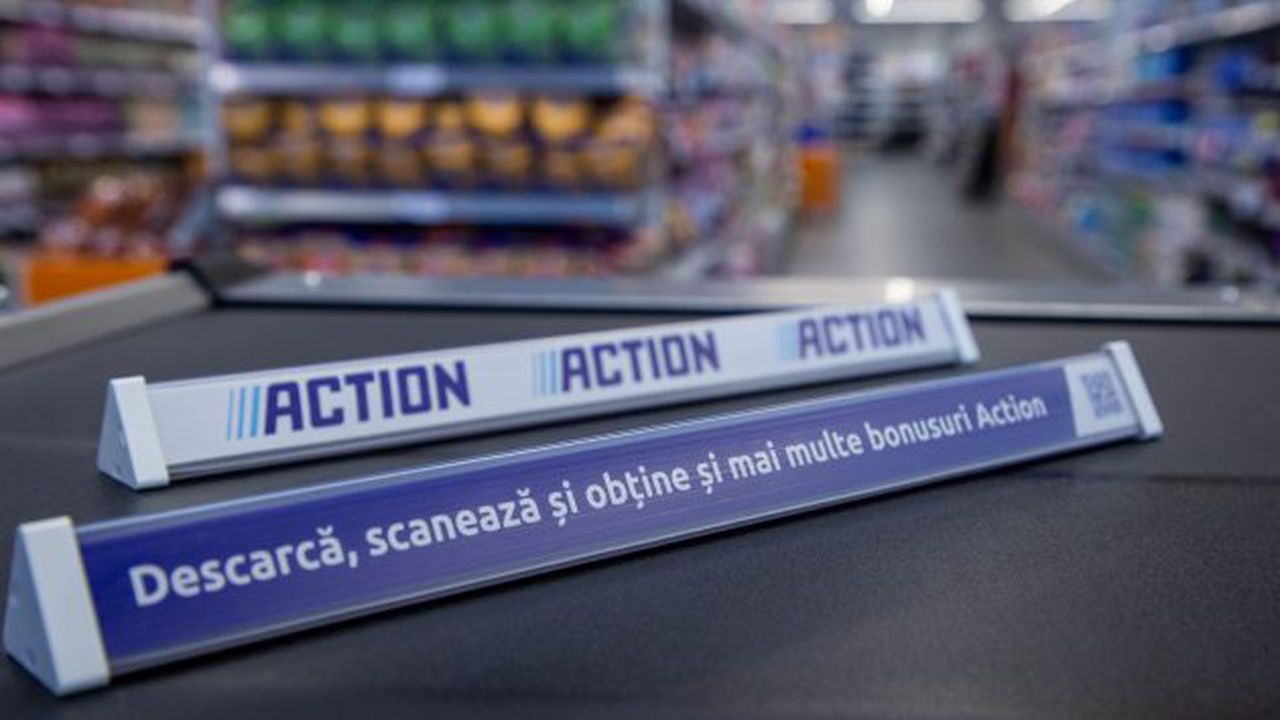 ACTION ACTION ACTION
Descarcă, scanează și obține și mai multe bonusuri Action